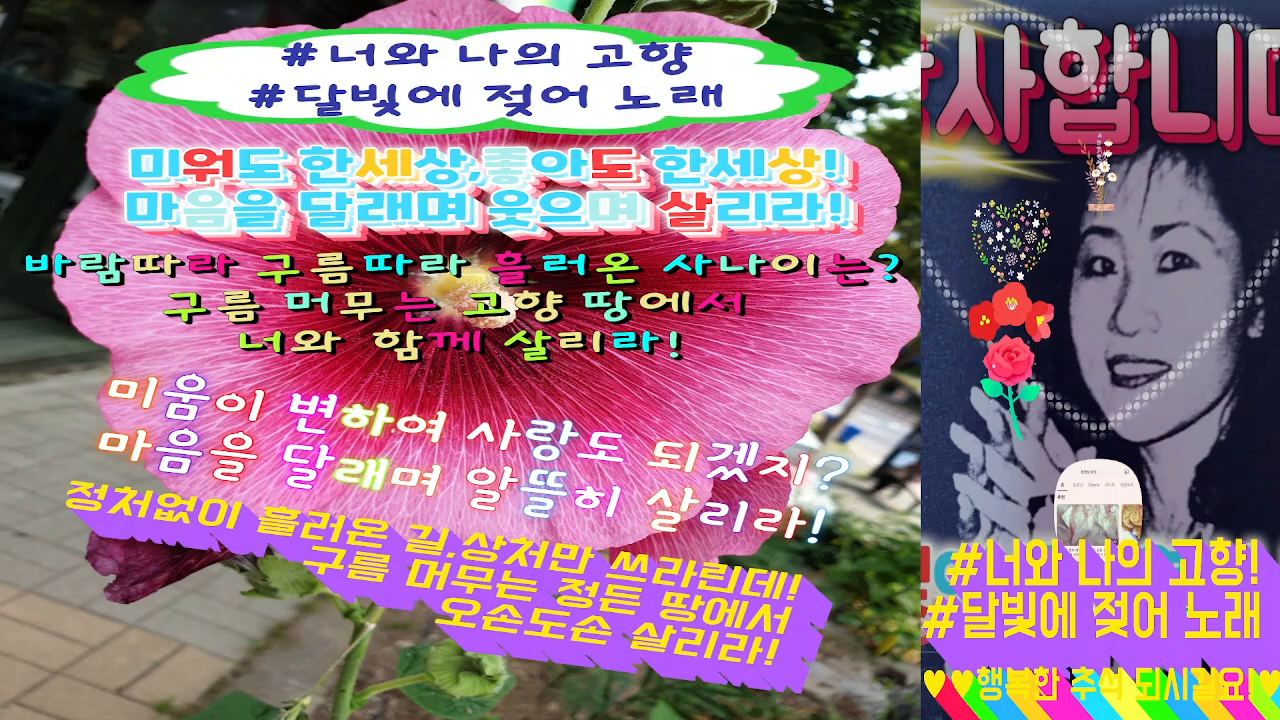 #너와 나의 고향
#달빛에 젖어 노래
미워도 한세상,좋아도 한세상!
마음을 달래며 웃으며 살리라!
바람따라 구름따라 흘러온 사나이는?
구름 머무는 고향 땅에서
너와 함께 살리라!
미움이 변하여 사랑도 되겠지?
마음을 달래며 알뜰히 살리라!
정처없이 흘러온 길.상처만 쓰라린데!
구름 머무는 정든 땅에서
오손도손 살리라!
사합니다
#너와 나의 고향!
#달빛에 젖어 노래
♥♥행복한 추석 되시길요!♥